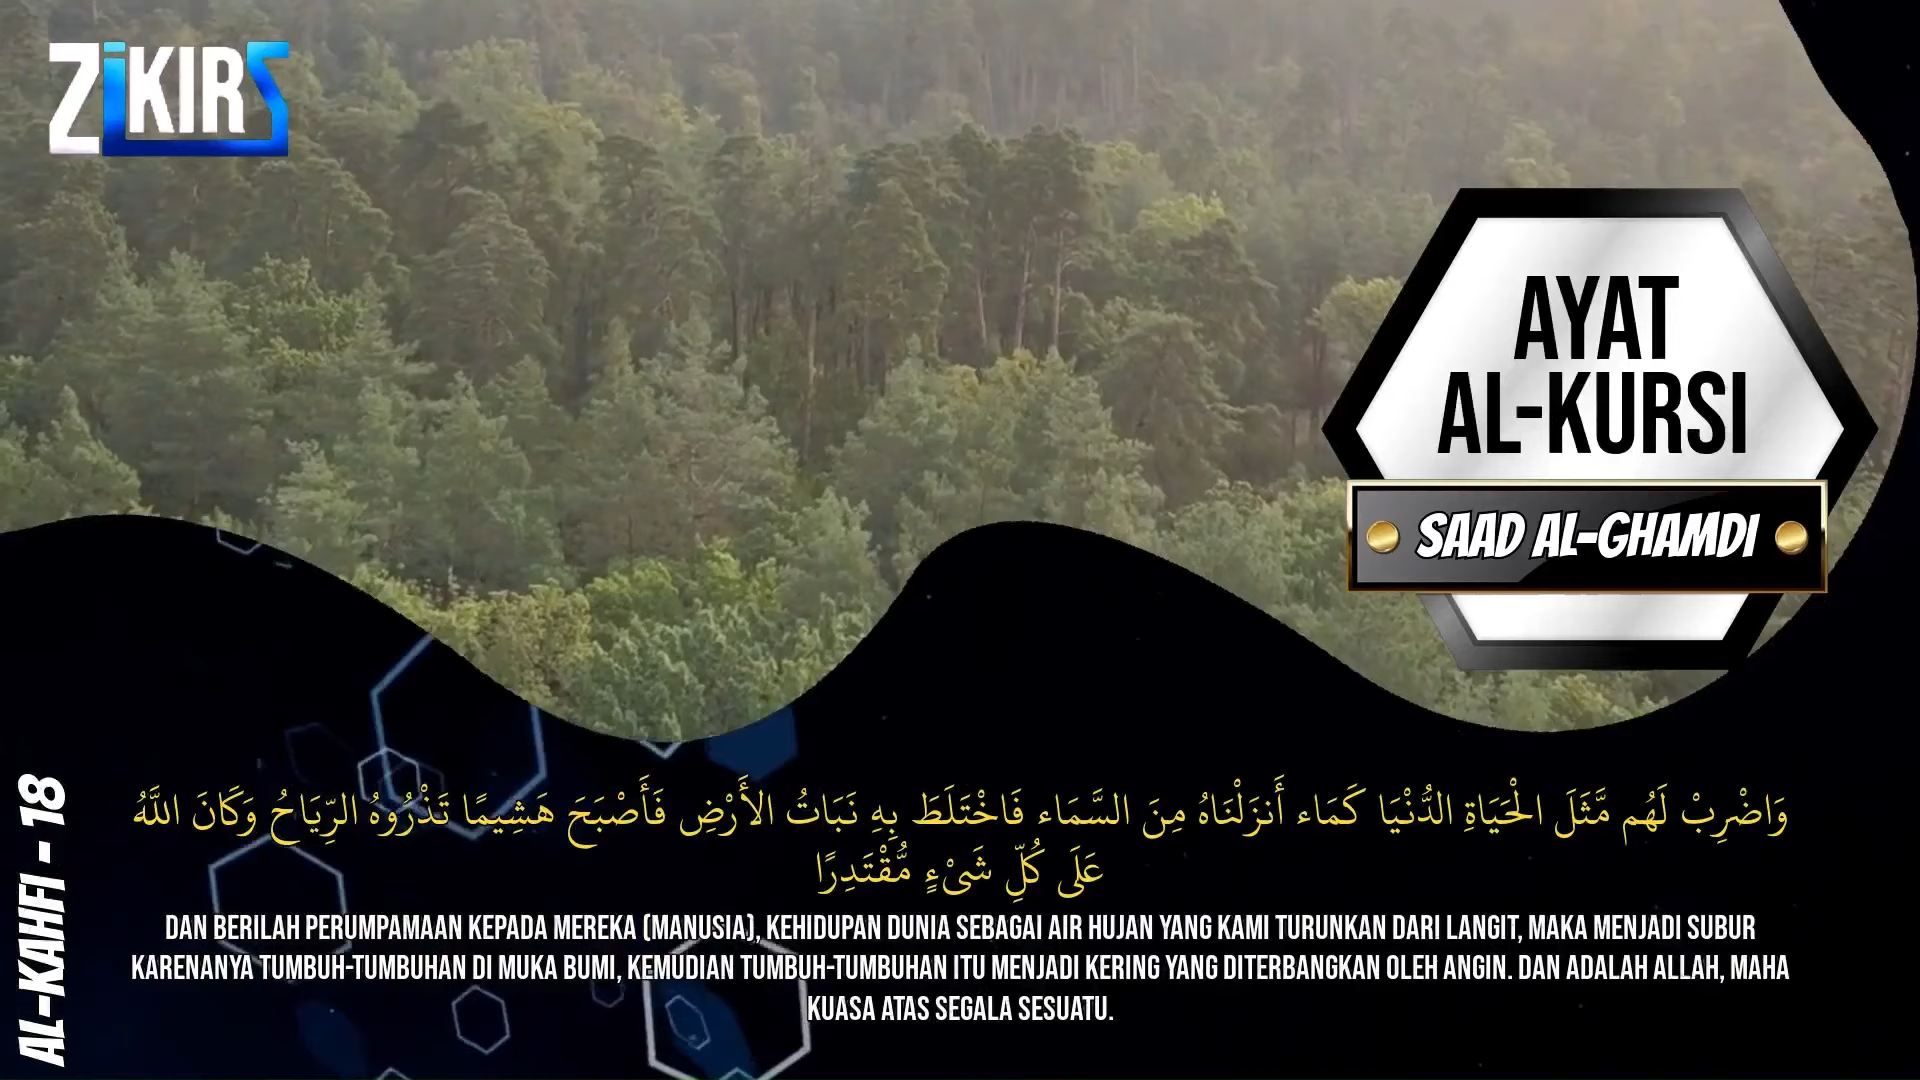 ZiKIRS
AYAT
AL-KURSI
SAAD AL-GHAMDI
وَاضْرِبْ لَهُم مَّثَلَ الْحَيَاةِ الدُّنْيَا كَمَاء أَنزَلْنَاهُ مِنَ السَّمَاء فَاخْتَلَطَ بِهِ نَبَاتُ الأَرْضِ فَأَصْبَحَ هَشِيمًا تَذْرُوهُ الرِّيَاحُ وَكَانَ اللَّهُ
عَلَى كُلِّ شَىْءٍ مُّقْتَدِرًا
DAN BERILAH PERUMPAMAAN KEPADA MEREKA (MANUSIA), KEHIDUPAN DUNIA SEBAGAI AIR HUJAN YANG KAMI TURUNKAN DARI LANGIT, MAKA MENJADI SUBUR
KARENANYA TUMBUH-TUMBUHAN DI MUKA BUMI, KEMUDIAN TUMBUH-TUMBUHAN ITU MENJADI KERING YANG DITERBANGKAN OLEH ANGIN. DAN ADALAH ALLAH, MAHA
KUASA ATAS SEGALA SESUATU.
AL-KAHFI - 18